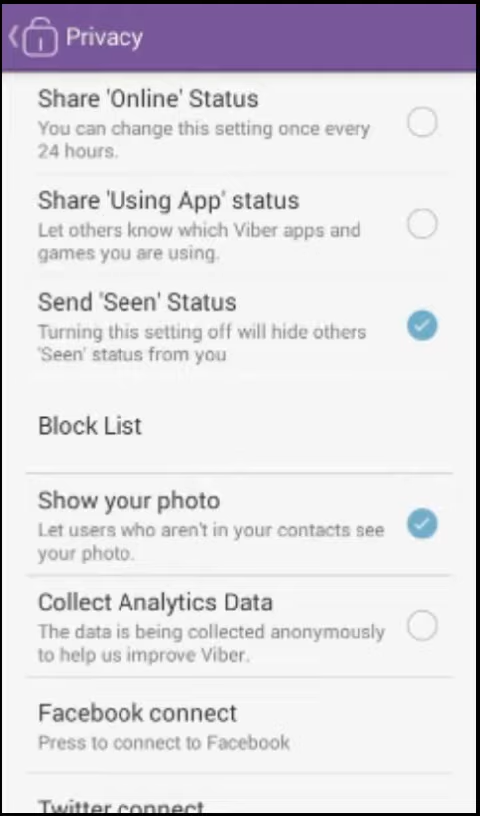 Privacy
Share 'Online' Status
You can change this setting once every
24 hours.
Share 'Using App' status
Let others know which Viber apps and
games you are using.
Send 'Seen' Status
Turning this setting off will hide others
'Seen' status from you
Block List
Show your photo
Let users who aren't in your contacts see
your photo.
Collect Analytics Data
The data is being collected anonymously
to help us improve Viber.
Facebook connect
Press to connect to Facebook
Twitter connect